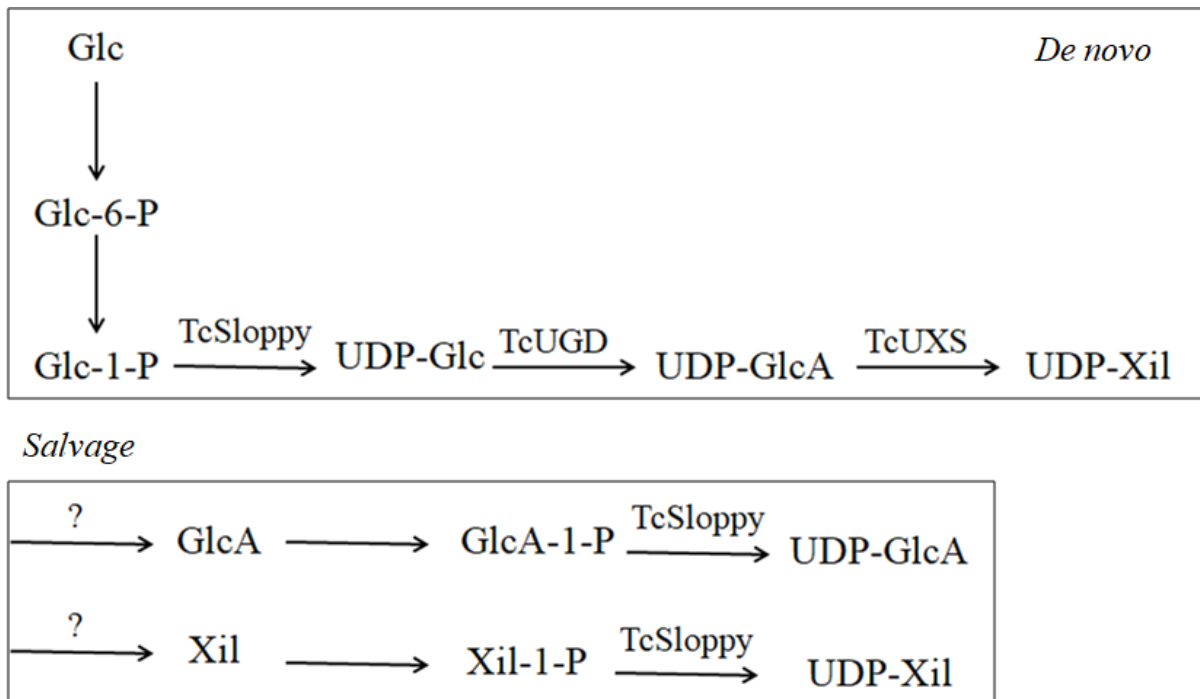 Glc
De novo
Glc-6-P
Glc-1-P TcSloppy UDP-Glc TcUGD UDP-GlcA TcUXS UDP-Xil
Salvage
? GlcA GlcA-1-P TcSloppy UDP-GlcA
? Xil Xil-1-P TcSloppy UDP-Xil